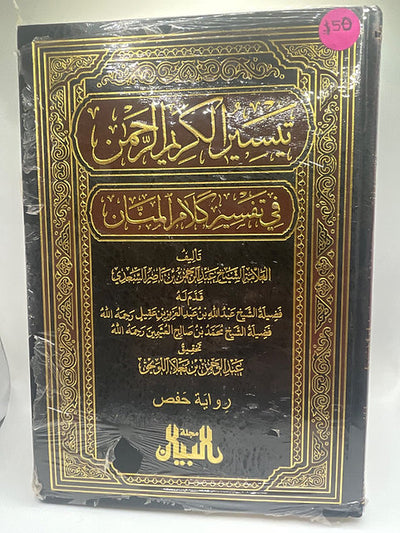 $50
تيسير الكريم الرحمن
في تفسير كلام المنان
تأليف
العلامة الشيخ عبد الرحمن بن ناصر السعدي
قدم له
فضيلة الشيخ عبد الله بن عبد العزيز بن عقيل رحمه الله
فضيلة الشيخ محمد بن صالح العثيمين رحمه الله
تحقيق
عبد الرحمن بن معلا اللويحق
رواية حفص
مجلة
البيان